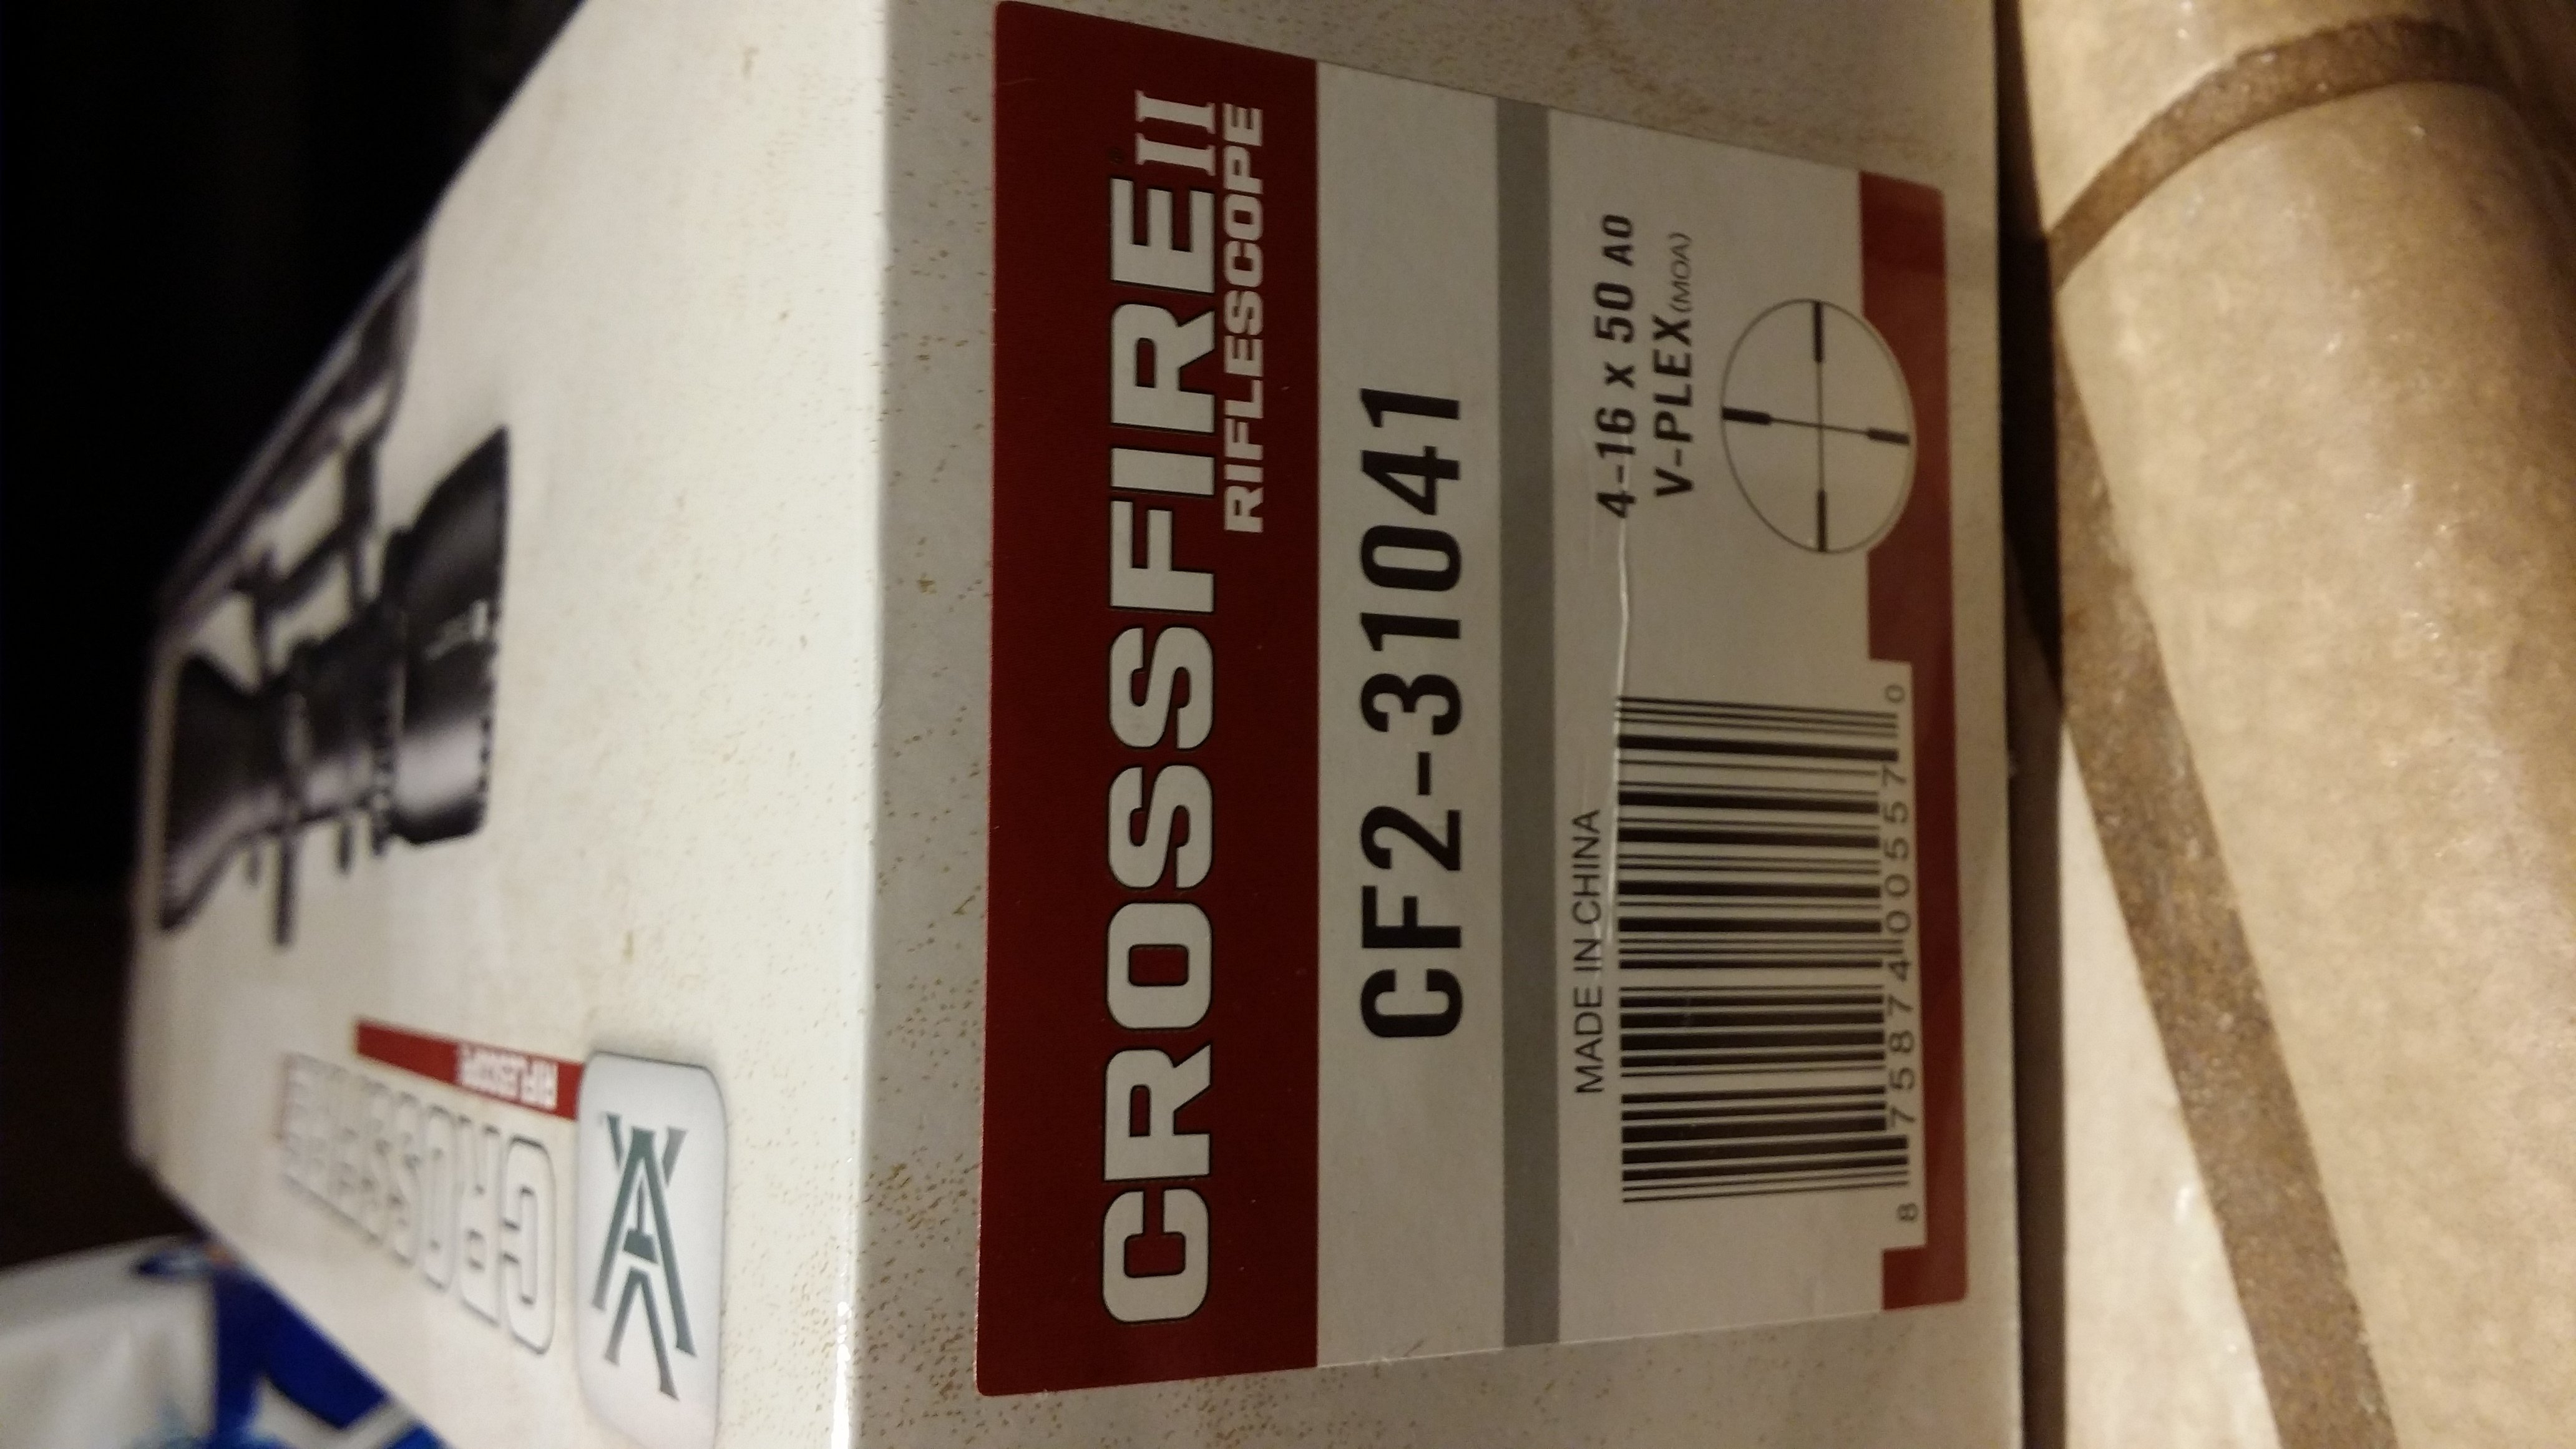 CROSSFIRE® II
RIFLESCOPE
CF2-31041
4-16 x 50 AO
V-PLEX(MOA)
MADE IN CHINA
8 75874 00557 0
CROSSFIRE
RIFLESCOPE